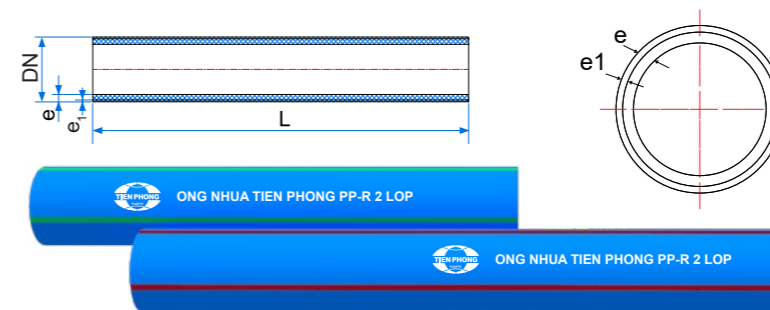 DN
e
e1
L
e
e1
TIEN PHONG
ONG NHUA TIEN PHONG PP-R 2 LOP
TIEN PHONG
ONG NHUA TIEN PHONG PP-R 2 LOP